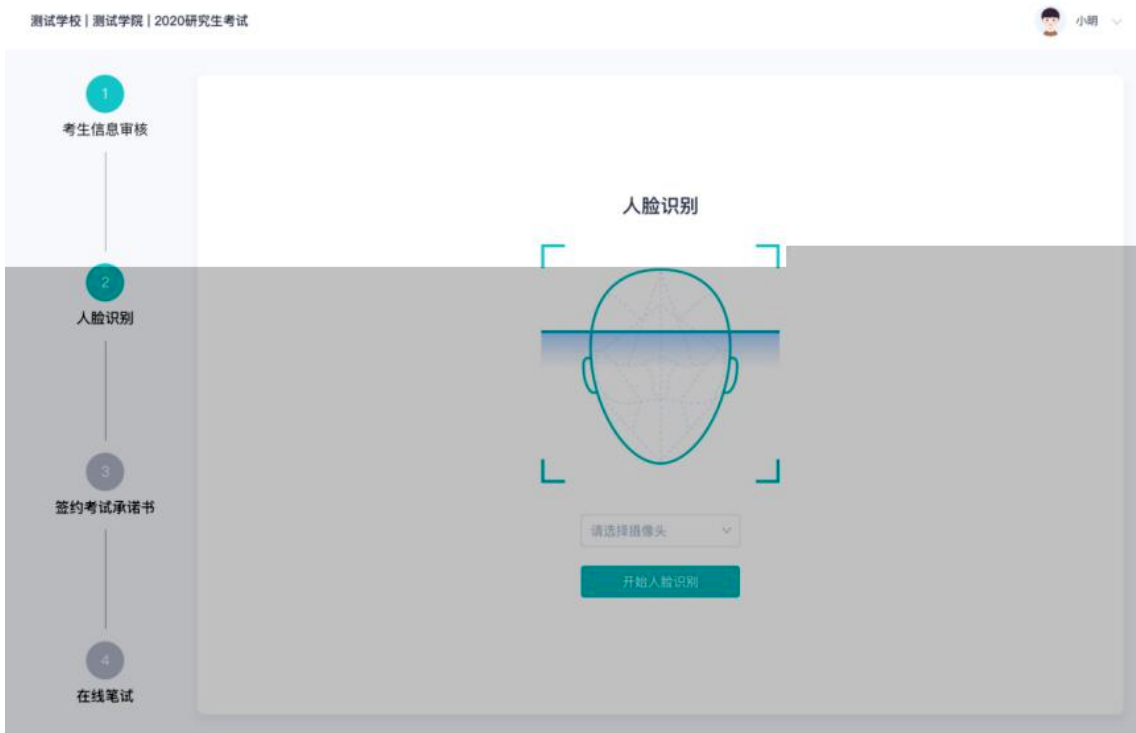 测试学校 | 测试学院 | 2020研究生考试
小明
1
考生信息审核
人脸识别
2
人脸识别
3
签约考试承诺书
请选择摄像头
开始人脸识别
4
在线笔试